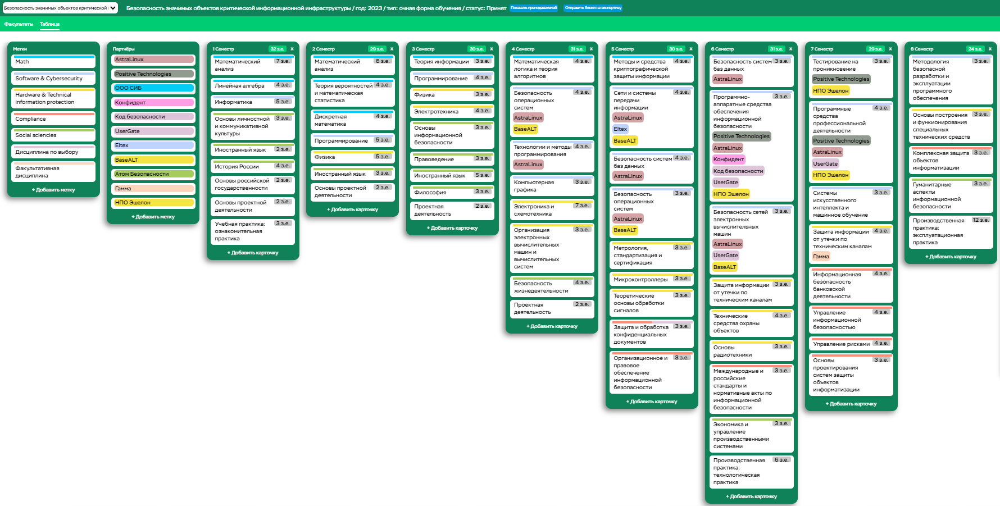 Безопасность значимых объектов критической
Безопасность значимых объектов критической информационной инфраструктуры / год: 2023 / тип: очная форма обучения / статус: Принят
Показать преподавателей
Отправить блоки на экспертизу
Факультеты
Таблица
Метки
Math
Software & Cybersecurity
Hardware & Technical
information protection
Compliance
Social sciencies
Дисциплина по выбору
Факультативная
дисциплина
+ Добавить метку
Партнёры
AstraLinux
Positive Technologies
ООО СИБ
Конфидент
Код безопасности
UserGate
Eltex
BaseALT
Атом Безопасности
Гамма
НПО Эшелон
+ Добавить метку
1 Семестр 32 з.е. x
Математический 7 з.е.
анализ
Линейная алгебра 4 з.е.
Информатика 5 з.е.
Основы личностной 3 з.е.
и коммуникативной
культуры
Иностранный язык 2 з.е.
История России 4 з.е.
Основы российской 2 з.е.
государственности
Основы проектной 2 з.е.
деятельности
Учебная практика: 3 з.е.
ознакомительная
практика
+ Добавить карточку
2 Семестр 29 з.е. x
Математический 6 з.е.
анализ
Теория вероятностей 4 з.е.
и математическая
статистика
Дискретная 4 з.е.
математика
Программирование 5 з.е.
Физика 5 з.е.
Иностранный язык 3 з.е.
Основы проектной 2 з.е.
деятельности
+ Добавить карточку
3 Семестр 30 з.е. x
Теория информации 3 з.е.
Программирование 4 з.е.
Физика 3 з.е.
Электротехника 4 з.е.
Основы 3 з.е.
информационной
безопасности
Правоведение 3 з.е.
Иностранный язык 5 з.е.
Философия 3 з.е.
Проектная 2 з.е.
деятельность
+ Добавить карточку
4 Семестр 31 з.е. x
Математическая 4 з.е.
логика и теория
алгоритмов
Безопасность 4 з.е.
операционных
систем
AstraLinux
BaseALT
Технологии и методы 4 з.е.
программирования
AstraLinux
Компьютерная 3 з.е.
графика
Электроника и 7 з.е.
схемотехника
Организация 3 з.е.
электронных
вычислительных
машин и
вычислительных
систем
Безопасность 4 з.е.
жизнедеятельности
Проектная 2 з.е.
деятельность
+ Добавить карточку
5 Семестр 30 з.е. x
Методы и средства 4 з.е.
криптографической
защиты информации
Сети и системы 4 з.е.
передачи
информации
AstraLinux
Eltex
BaseALT
Безопасность систем 4 з.е.
баз данных
AstraLinux
Безопасность 3 з.е.
операционных
систем
AstraLinux
BaseALT
Метрология, 3 з.е.
стандартизация и
сертификация
Микроконтроллеры 3 з.е.
Теоретические 3 з.е.
основы обработки
сигналов
Защита и обработка 3 з.е.
конфиденциальных
документов
Организационное и 3 з.е.
правовое
обеспечение
информационной
безопасности
+ Добавить карточку
6 Семестр 31 з.е. x
Безопасность систем 3 з.е.
баз данных
AstraLinux
Программно- 3 з.е.
аппаратные средства
обеспечения
информационной
безопасности
Positive Technologies
AstraLinux
Конфидент
Код безопасности
UserGate
НПО Эшелон
Безопасность сетей 3 з.е.
электронных
вычислительных
машин
AstraLinux
UserGate
BaseALT
Защита информации 3 з.е.
от утечки по
техническим каналам
Технические 4 з.е.
средства охраны
объектов
Основы 3 з.е.
радиотехники
Международные и 3 з.е.
российские
стандарты и
нормативные акты по
информационной
безопасности
Экономика и 3 з.е.
управление
производственными
системами
Производственная 6 з.е.
практика:
технологическая
практика
+ Добавить карточку
7 Семестр 29 з.е. x
Тестирование на 3 з.е.
проникновение
Positive Technologies
НПО Эшелон
Программные 4 з.е.
средства
профессиональной
деятельности
Positive Technologies
AstraLinux
UserGate
НПО Эшелон
Системы 3 з.е.
искусственного
интеллекта и
машинное обучение
Защита информации 4 з.е.
от утечки по
техническим каналам
Гамма
Информационная 4 з.е.
безопасность
банковской
деятельности
Управление 4 з.е.
информационной
безопасностью
Управление рисками 4 з.е.
Основы 3 з.е.
проектирования
систем защиты
объектов
информатизации
+ Добавить карточку
8 Семестр 24 з.е. x
Методология 3 з.е.
безопасной
разработки и
эксплуатации
программного
обеспечения
Основы построения 3 з.е.
и функионирования
специальных
технических средств
Комплексная защита 3 з.е.
объектов
информатизации
Гуманитарные 3 з.е.
аспекты
информационной
безопасности
Производственная 12 з.е.
практика:
эксплуатационная
практика
+ Добавить карточку